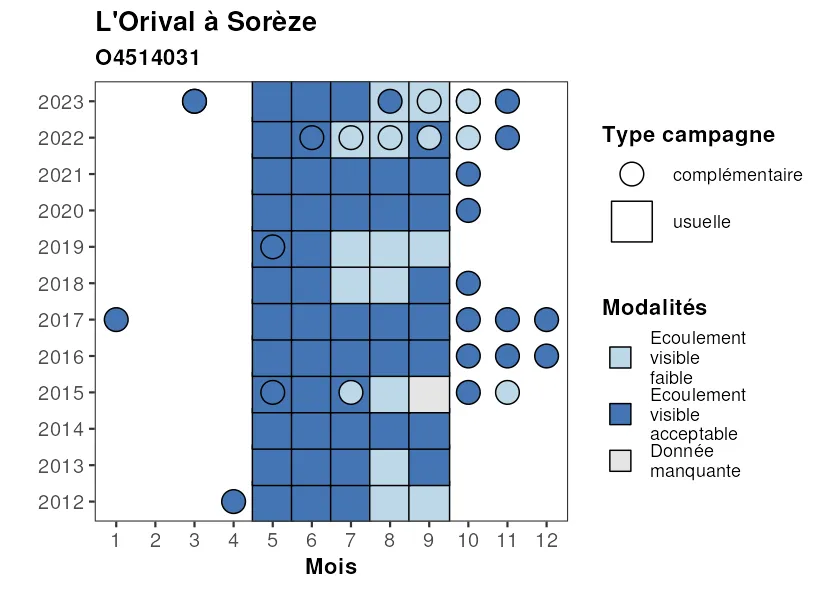 L'Orival à Sorèze
O4514031
2023
2022
2021
2020
2019
2018
2017
2016
2015
2014
2013
2012
1 2 3 4 5 6 7 8 9 10 11 12
Mois
Type campagne
complémentaire
usuelle
Modalités
Ecoulement
visible
faible
Ecoulement
visible
acceptable
Donnée
manquante